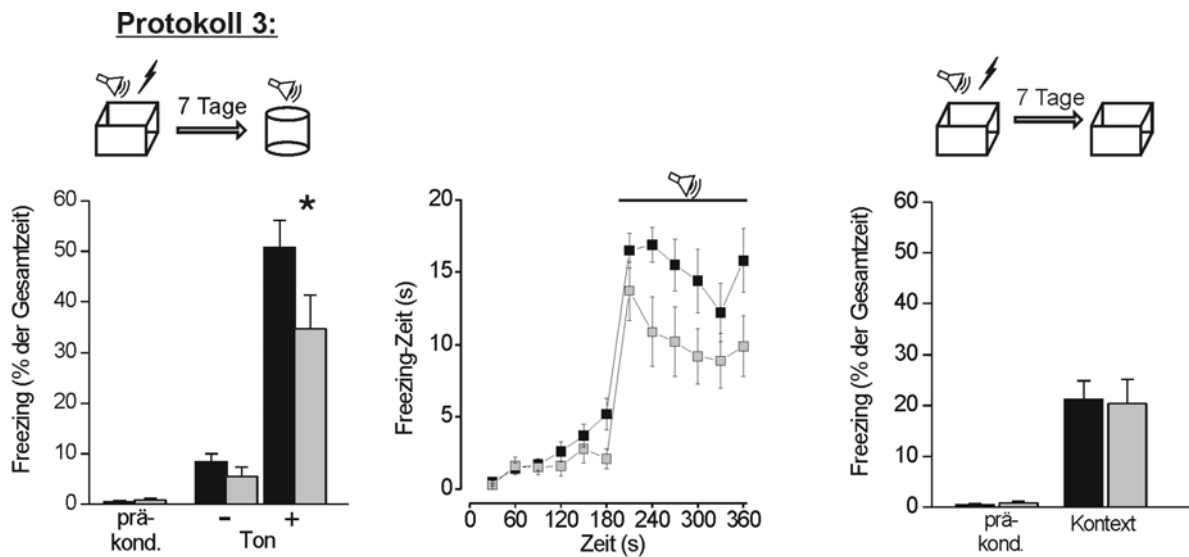 Protokoll 3:
7 Tage
Freezing (% der Gesamtzeit)
60
50
40
30
20
10
0
*
prä-
kond.
- +
Ton
Freezing-Zeit (s)
20
15
10
5
0
0 60 120 180 240 300 360
Zeit (s)
7 Tage
Freezing (% der Gesamtzeit)
60
50
40
30
20
10
0
prä-
kond.
Kontext